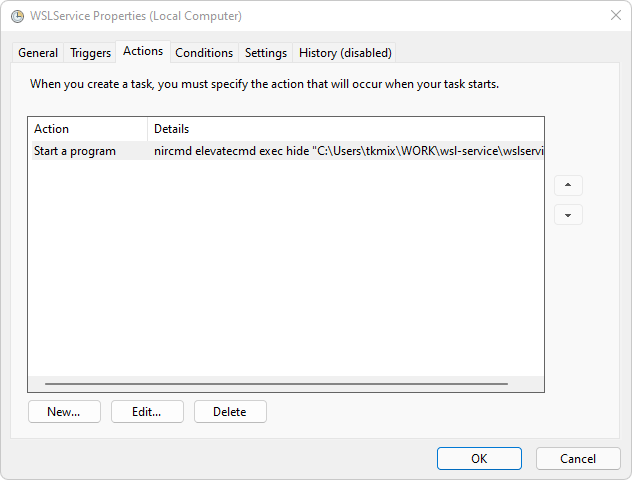 WSLService Properties (Local Computer)
General Triggers Actions Conditions Settings History (disabled)
When you create a task, you must specify the action that will occur when your task starts.
Action Details
Start a program nircmd elevatecmd exec hide "C:\Users\tkmix\WORK\wsl-service\wslservi
New... Edit... Delete
OK Cancel